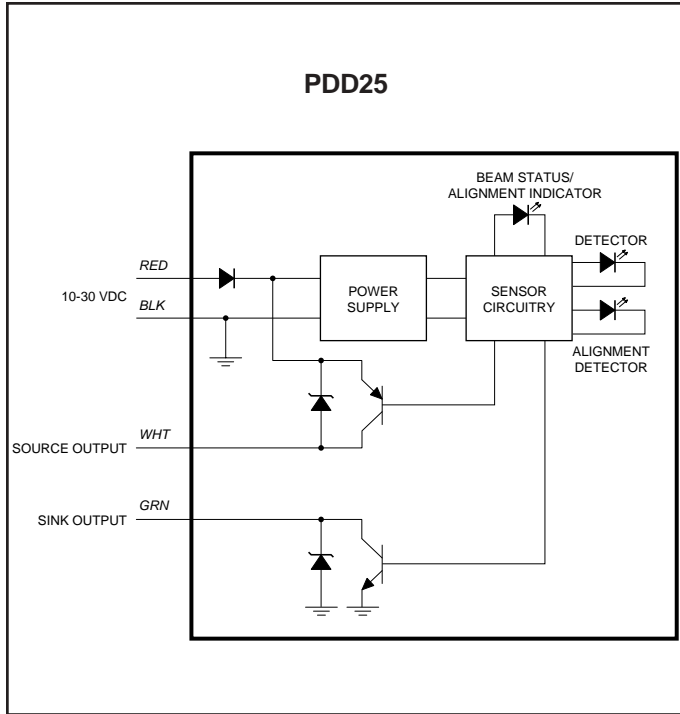 PDD25
BEAM STATUS/
ALIGNMENT INDICATOR
DETECTOR
RED
10-30 VDC
BLK
POWER
SUPPLY
SENSOR
CIRCUITRY
ALIGNMENT
DETECTOR
WHT
SOURCE OUTPUT
GRN
SINK OUTPUT